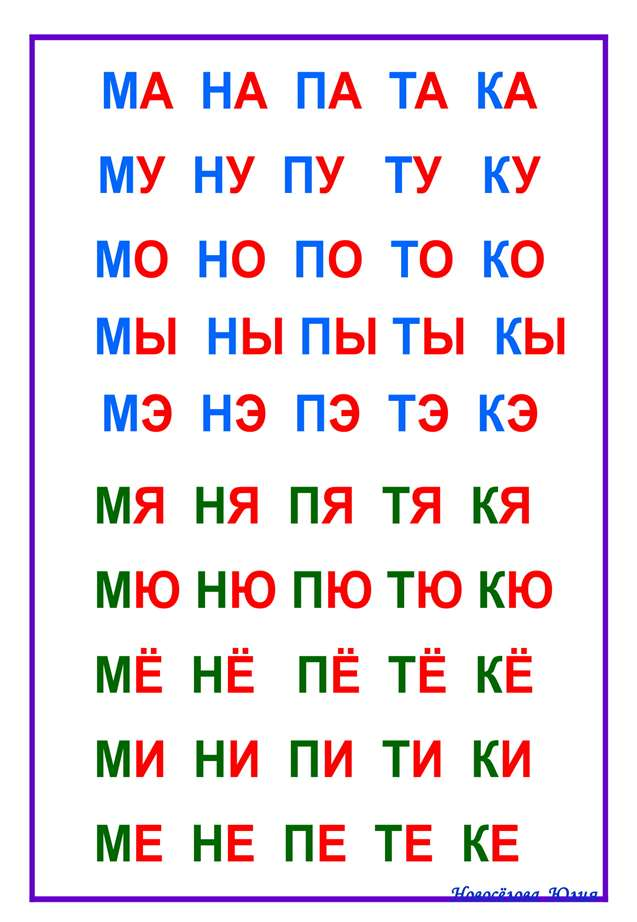 МА НА ПА ТА КА
МУ НУ ПУ ТУ КУ
МО НО ПО ТО КО
МЫ НЫ ПЫ ТЫ КЫ
МЭ НЭ ПЭ ТЭ КЭ
МЯ НЯ ПЯ ТЯ КЯ
МЮ НЮ ПЮ ТЮ КЮ
МЁ НЁ ПЁ ТЁ КЁ
МИ НИ ПИ ТИ КИ
МЕ НЕ ПЕ ТЕ КЕ
Новосёлова Юлия